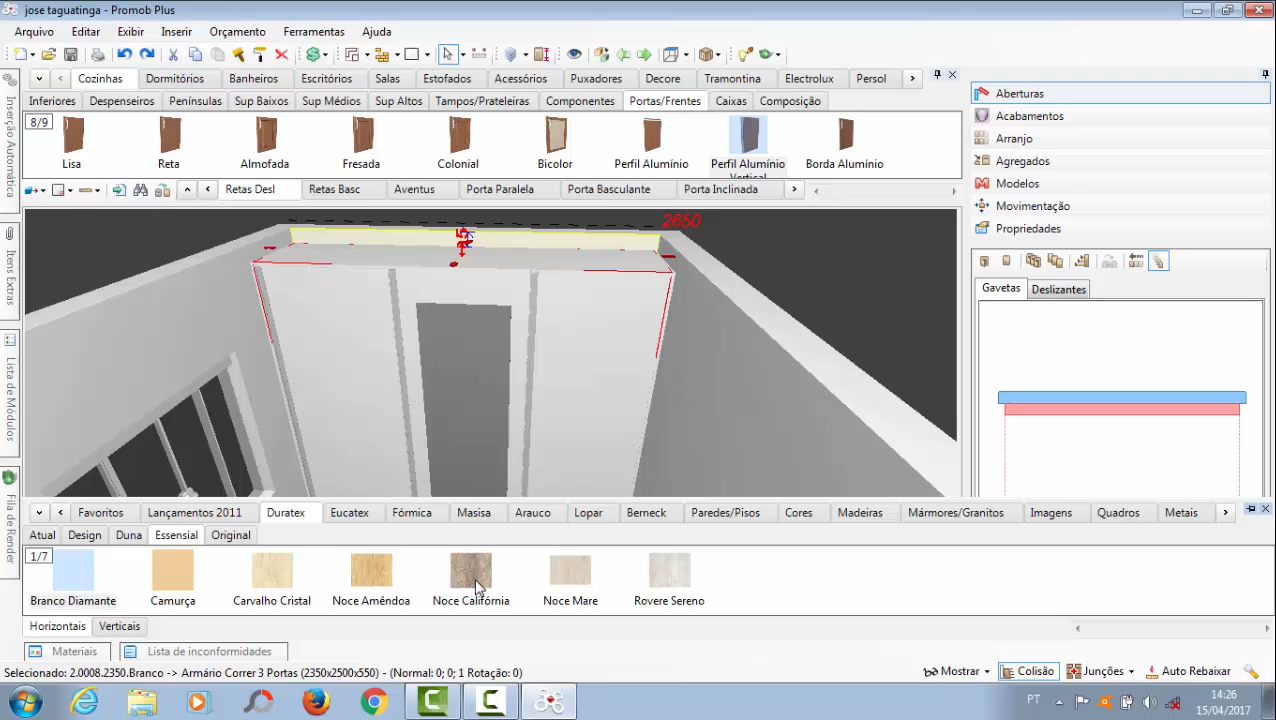 jose taguatinga - Promob Plus
Arquivo Editar Exibir Inserir Orçamento Ferramentas Ajuda
Cozinhas Dormitórios Banheiros Escritórios Salas Estofados Acessórios Puxadores Decore Tramontina Electrolux Persol
Inferiores Despenseiros Penínsulas Sup Baixos Sup Médios Sup Altos Tampos/Prateleiras Componentes Portas/Frentes Caixas Composição
8/9
Lisa Reta Almofada Fresada Colonial Bicolor Perfil Alumínio Perfil Alumínio Vertical Borda Alumínio
Retas Desl Retas Basc Aventus Porta Paralela Porta Basculante Porta Inclinada
2650
Inserção Automática
Itens Extras
Lista de Módulos
Fila de Render
Aberturas
Acabamentos
Arranjo
Agregados
Modelos
Movimentação
Propriedades
Gavetas Deslizantes
Favoritos Lançamentos 2011 Duratex Eucatex Fórmica Masisa Arauco Lopar Berneck Paredes/Pisos Cores Madeiras Mármores/Granitos Imagens Quadros Metais
Atual Design Duna Essensial Original
1/7
Branco Diamante Camurça Carvalho Cristal Noce Amêndoa Noce Califórnia Noce Mare Rovere Sereno
Horizontais Verticais
Materiais Lista de inconformidades
Selecionado: 2.0008.2350.Branco -> Armário Correr 3 Portas (2350x2500x550) - (Normal: 0; 0; 1 Rotação: 0)
Mostrar Colisão Junções Auto Rebaixar
PT
14:26
15/04/2017